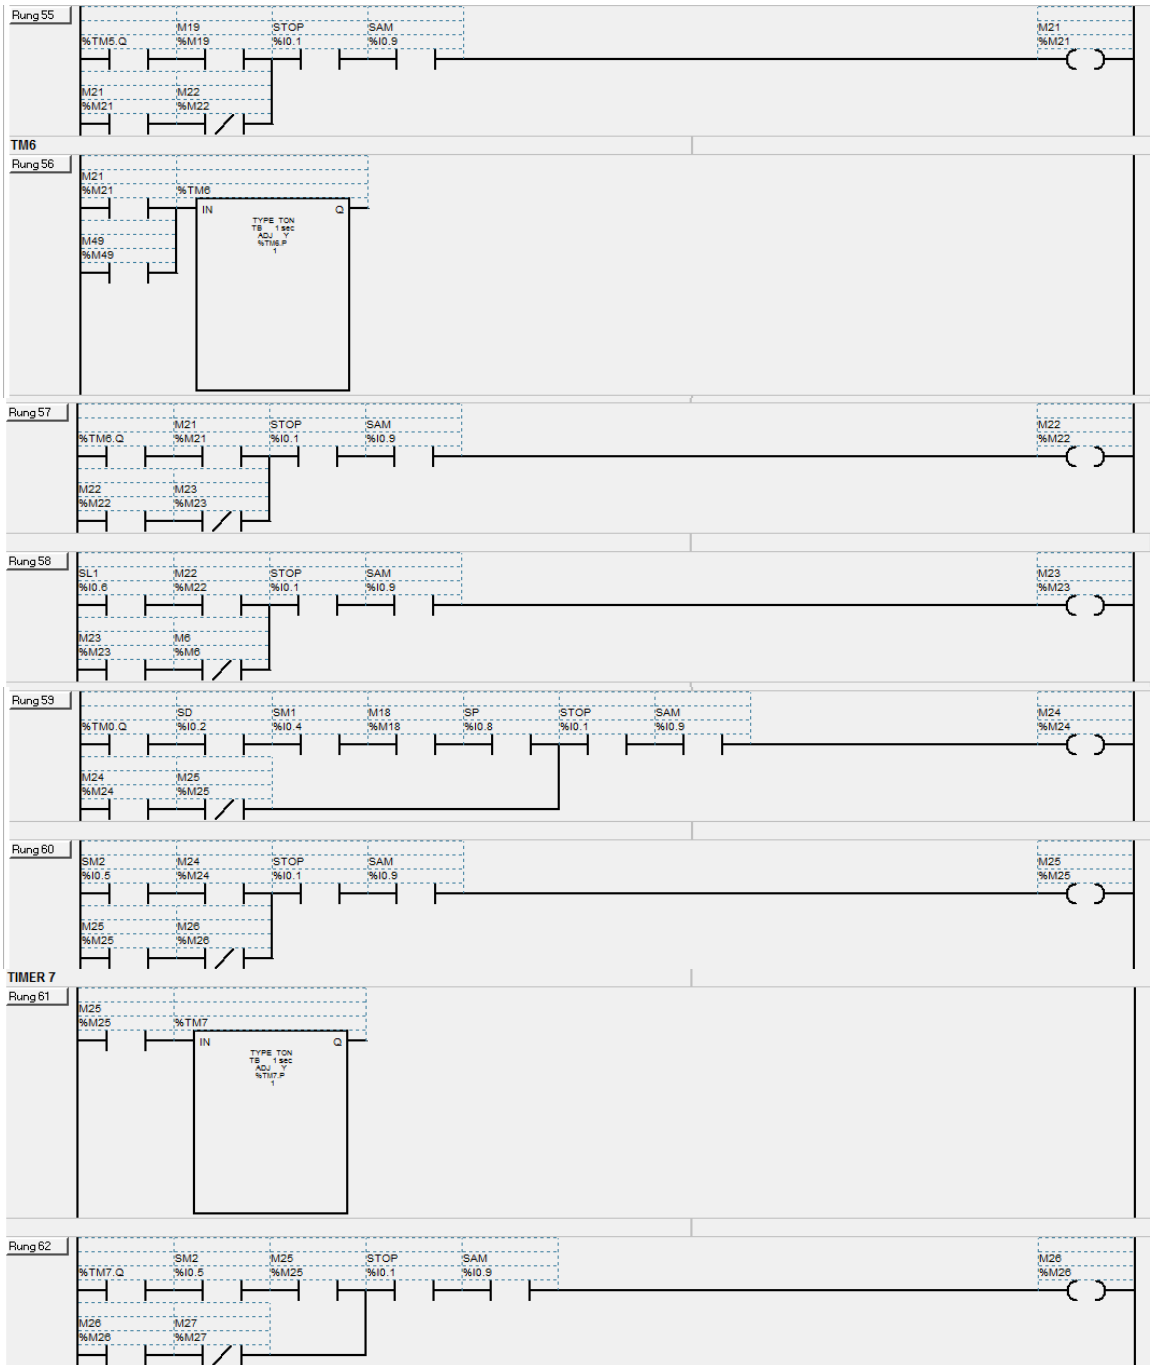 Rung 55
M19 STOP SAM M21
%TM5.Q %M19 %I0.1 %I0.9 %M21
M21 M22
%M21 %M22
TM6
Rung 56
M21
%M21 %TM6
IN Q
TYPE TON
TB 1 sec
ADJ Y
%TM6.P
1
M49
%M49
Rung 57
M21 STOP SAM M22
%TM6.Q %M21 %I0.1 %I0.9 %M22
M22 M23
%M22 %M23
Rung 58
SL1 M22 STOP SAM M23
%I0.6 %M22 %I0.1 %I0.9 %M23
M23 M6
%M23 %M6
Rung 59
SD SM1 M18 SP STOP SAM M24
%TM0.Q %I0.2 %I0.4 %M18 %I0.8 %I0.1 %I0.9 %M24
M24 M25
%M24 %M25
Rung 60
SM2 M24 STOP SAM M25
%I0.5 %M24 %I0.1 %I0.9 %M25
M25 M26
%M25 %M26
TIMER 7
Rung 61
M25
%M25 %TM7
IN Q
TYPE TON
TB 1 sec
ADJ Y
%TM7.P
1
Rung 62
SM2 M25 STOP SAM M26
%TM7.Q %I0.5 %M25 %I0.1 %I0.9 %M26
M26 M27
%M26 %M27